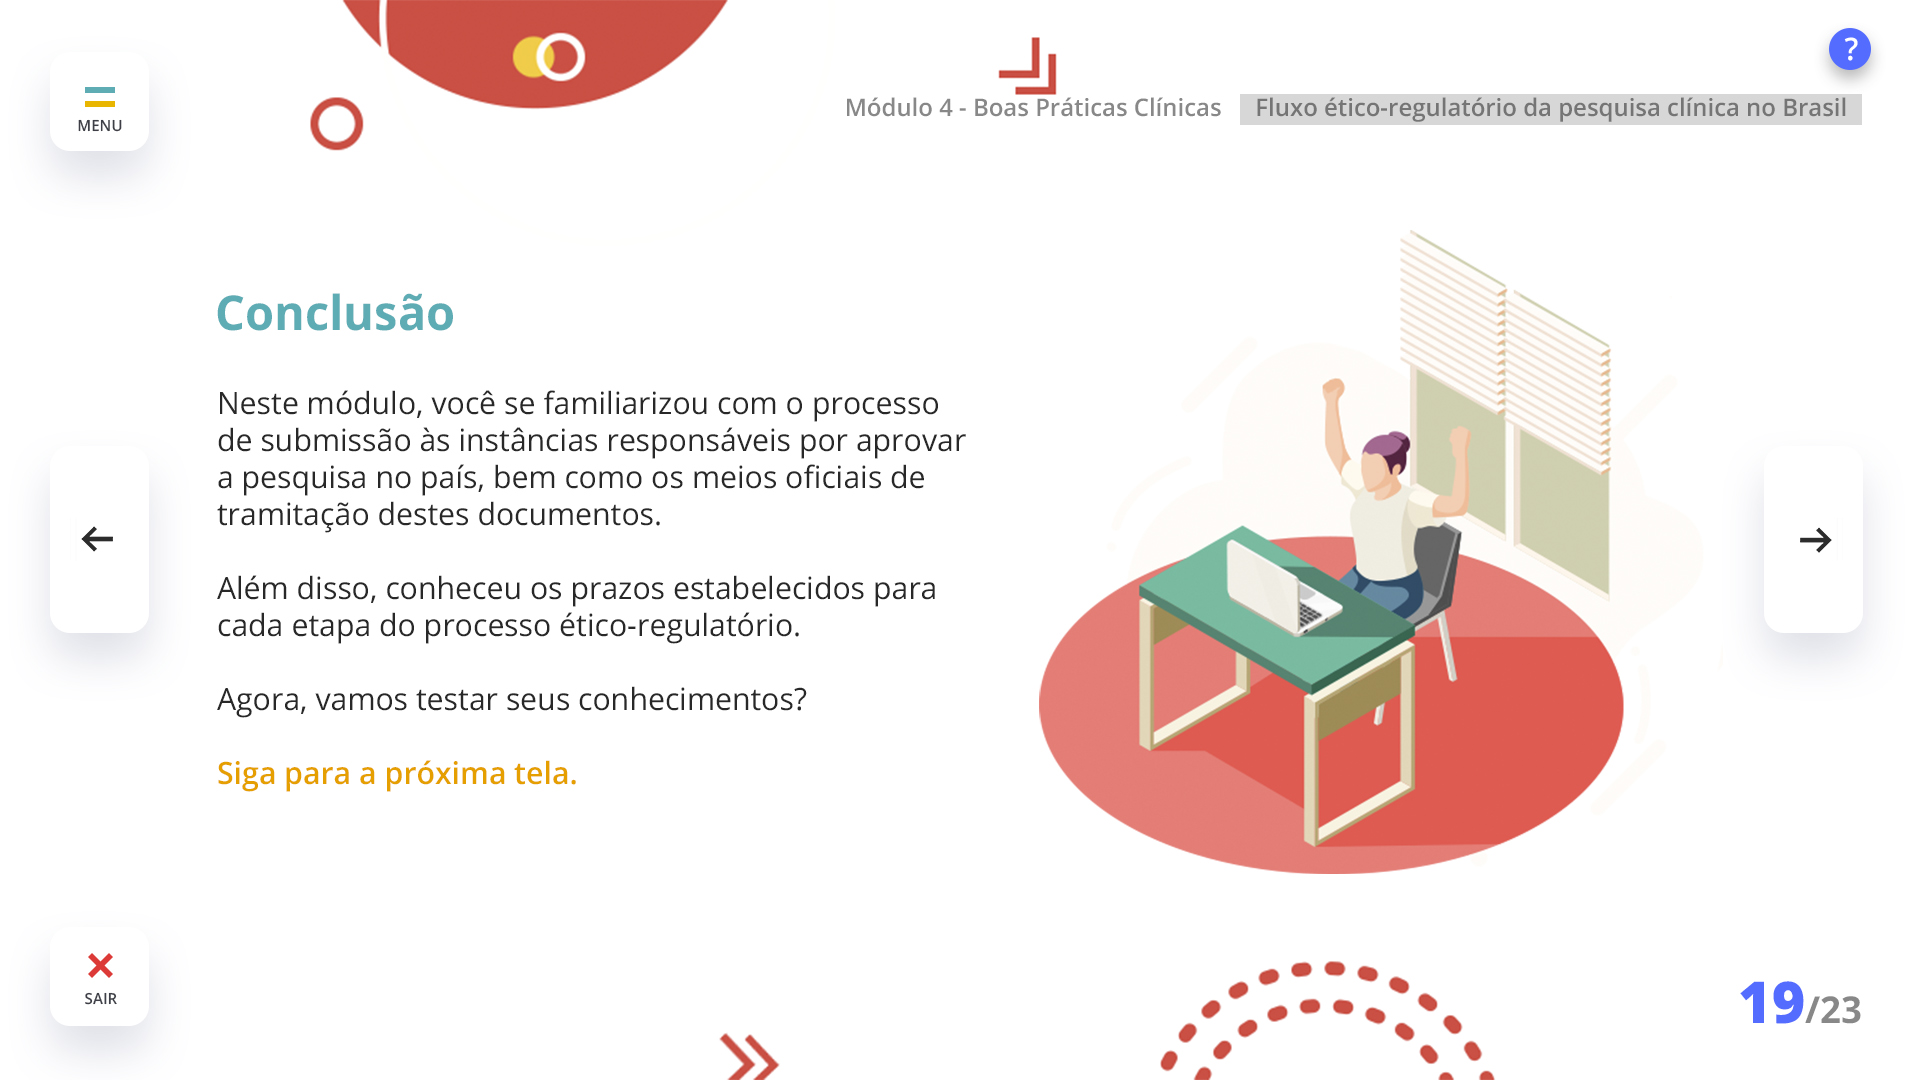 ?
MENU
Módulo 4 - Boas Práticas Clínicas Fluxo ético-regulatório da pesquisa clínica no Brasil
Conclusão
Neste módulo, você se familiarizou com o processo
de submissão às instâncias responsáveis por aprovar
a pesquisa no país, bem como os meios oficiais de
tramitação destes documentos.
Além disso, conheceu os prazos estabelecidos para
cada etapa do processo ético-regulatório.
Agora, vamos testar seus conhecimentos?
Siga para a próxima tela.
SAIR
19/23